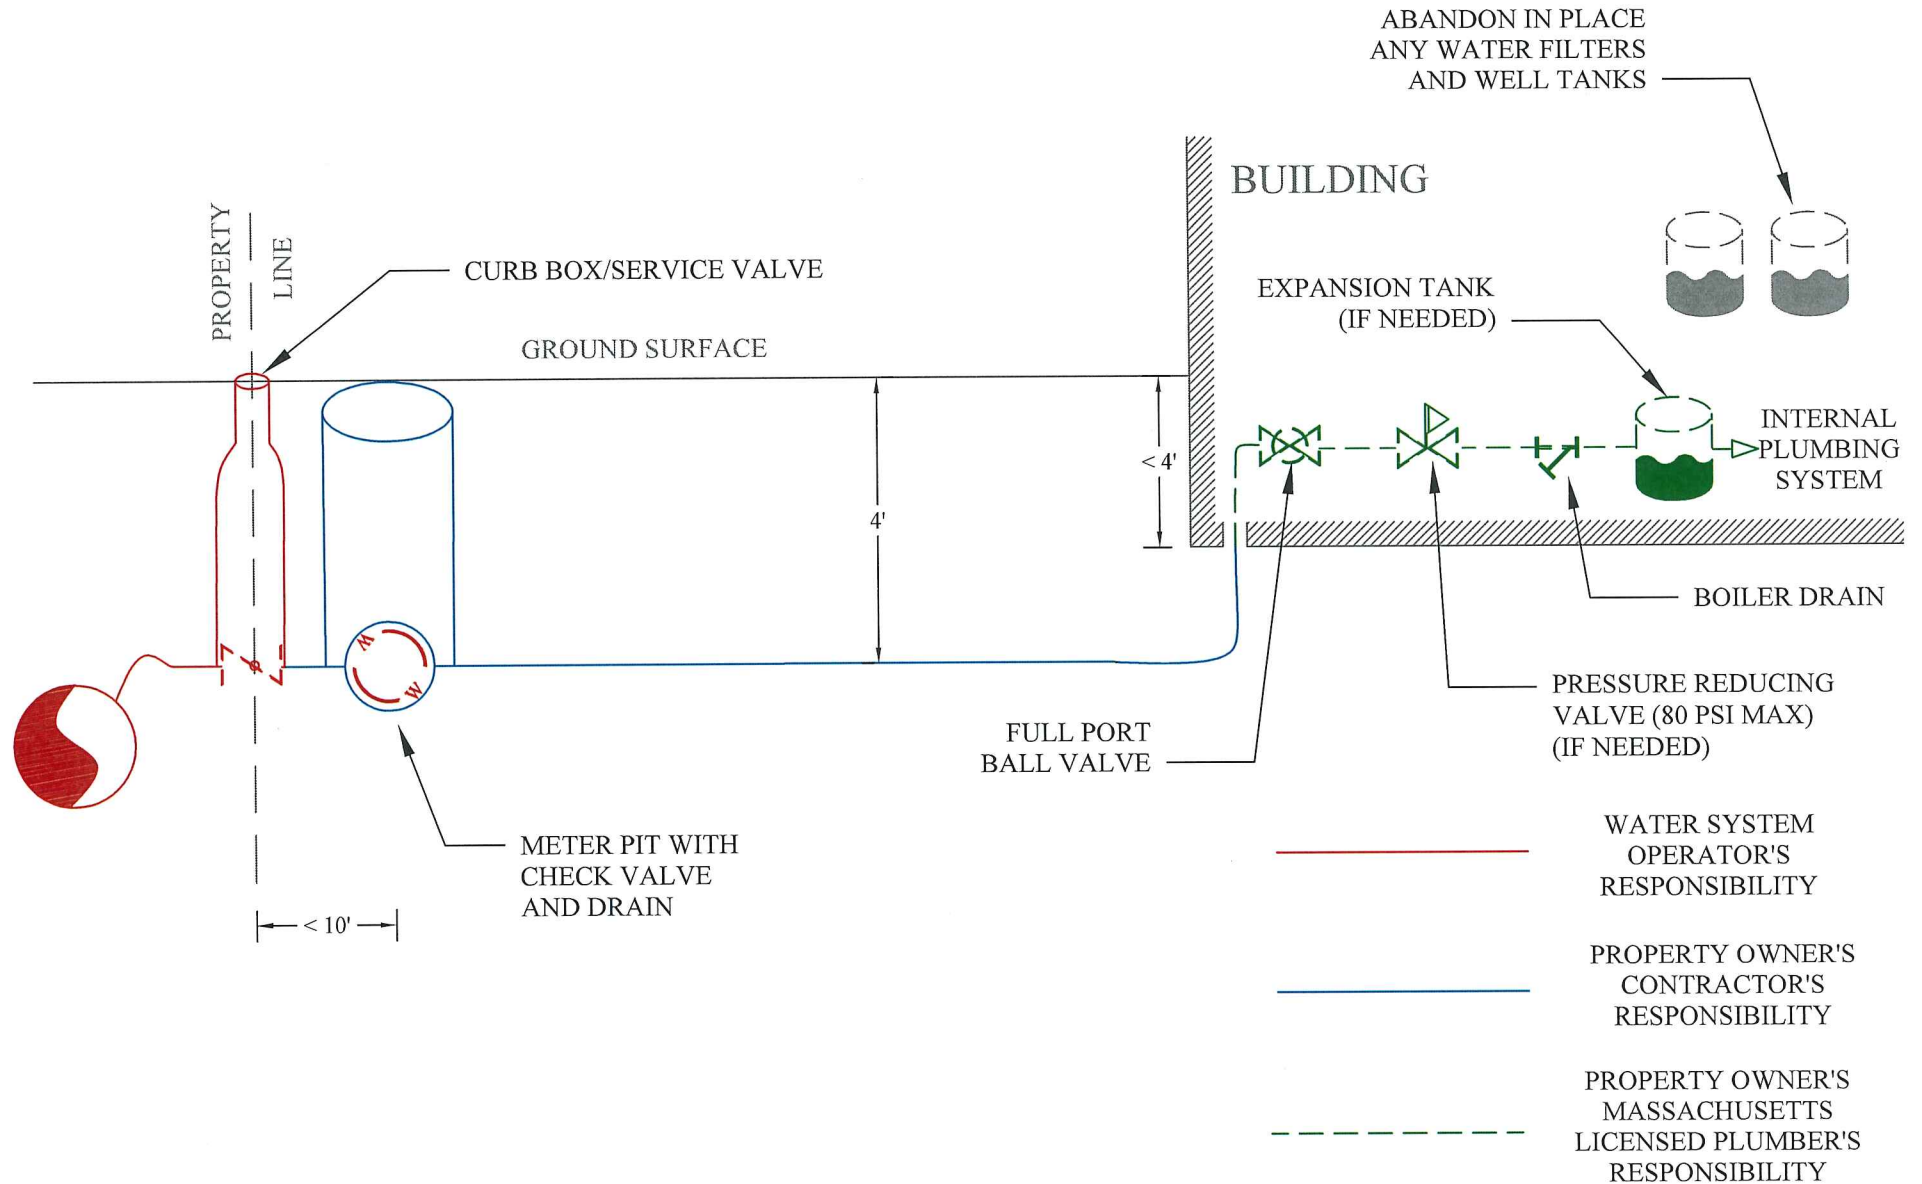 ABANDON IN PLACE
ANY WATER FILTERS
AND WELL TANKS
BUILDING
PROPERTY
LINE
CURB BOX/SERVICE VALVE
EXPANSION TANK
(IF NEEDED)
GROUND SURFACE
INTERNAL
PLUMBING
SYSTEM
< 4'
4'
BOILER DRAIN
W
W
PRESSURE REDUCING
VALVE (80 PSI MAX)
(IF NEEDED)
FULL PORT
BALL VALVE
METER PIT WITH
CHECK VALVE
AND DRAIN
< 10'
WATER SYSTEM
OPERATOR'S
RESPONSIBILITY
PROPERTY OWNER'S
CONTRACTOR'S
RESPONSIBILITY
PROPERTY OWNER'S
MASSACHUSETTS
LICENSED PLUMBER'S
RESPONSIBILITY